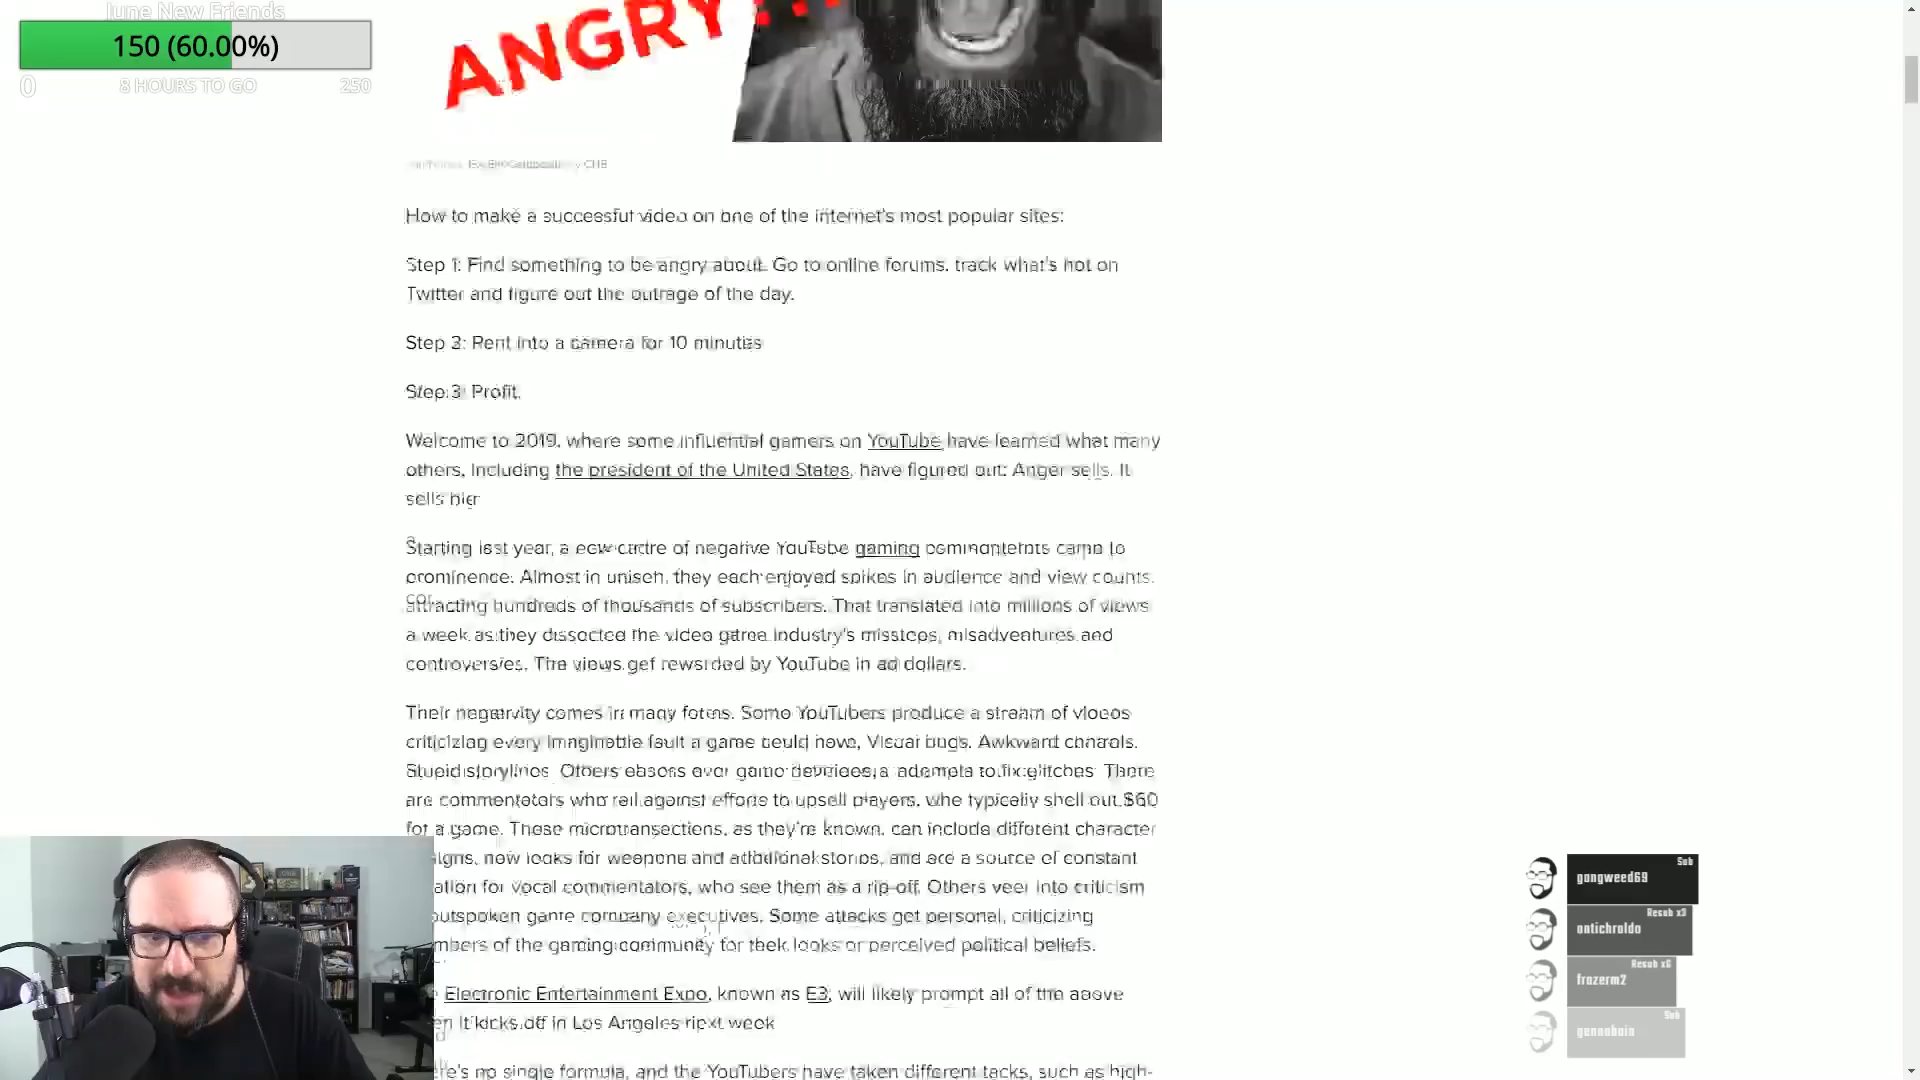 June New Friends
150 (60.00%)
0 8 HOURS TO GO 250
ANGRY
CNB
How to make a successful video on one of the internet's most popular sites:
Step 1: Find something to be angry about. Go to online forums, track what's hot on
Twitter and figure out the outrage of the day.
Step 2: Rant into a camera for 10 minutes
Step 3: Profit.
Welcome to 2019, where some influential gamers on YouTube have learned what many
others, including the president of the United States, have figured out: Anger sells. It
sells big
Starting last year, a new cadre of negative YouTube gaming commentators came to
prominence. Almost in unison, they each enjoyed spikes in audience and view counts,
attracting hundreds of thousands of subscribers. That translated into millions of views
a week as they dissected the video game industry's missteps, misadventures and
controversies. The views get rewarded by YouTube in ad dollars.
Their negativity comes in many forms. Some YouTubers produce a stream of videos
criticizing every imaginable fault a game could have, Visual bugs. Awkward controls.
Stupid storylines. Others obsess over game developers' attempts to fix glitches. There
are commentators who rail against efforts to upsell players, who typically shell out $60
for a game. These microtransactions, as they're known, can include different character
new looks for weapons and additional stories, and are a source of constant
for vocal commentators, who see them as a rip-off. Others veer into criticism
outspoken game company executives. Some attacks get personal, criticizing
of the gaming community for their looks or perceived political beliefs.
Electronic Entertainment Expo, known as E3, will likely prompt all of the above
it kicks off in Los Angeles next week
no single formula, and the YouTubers have taken different tacks, such as high-
Sub
gangweed69
Resub x3
antichraldo
Resub x6
frazerm2
Sub